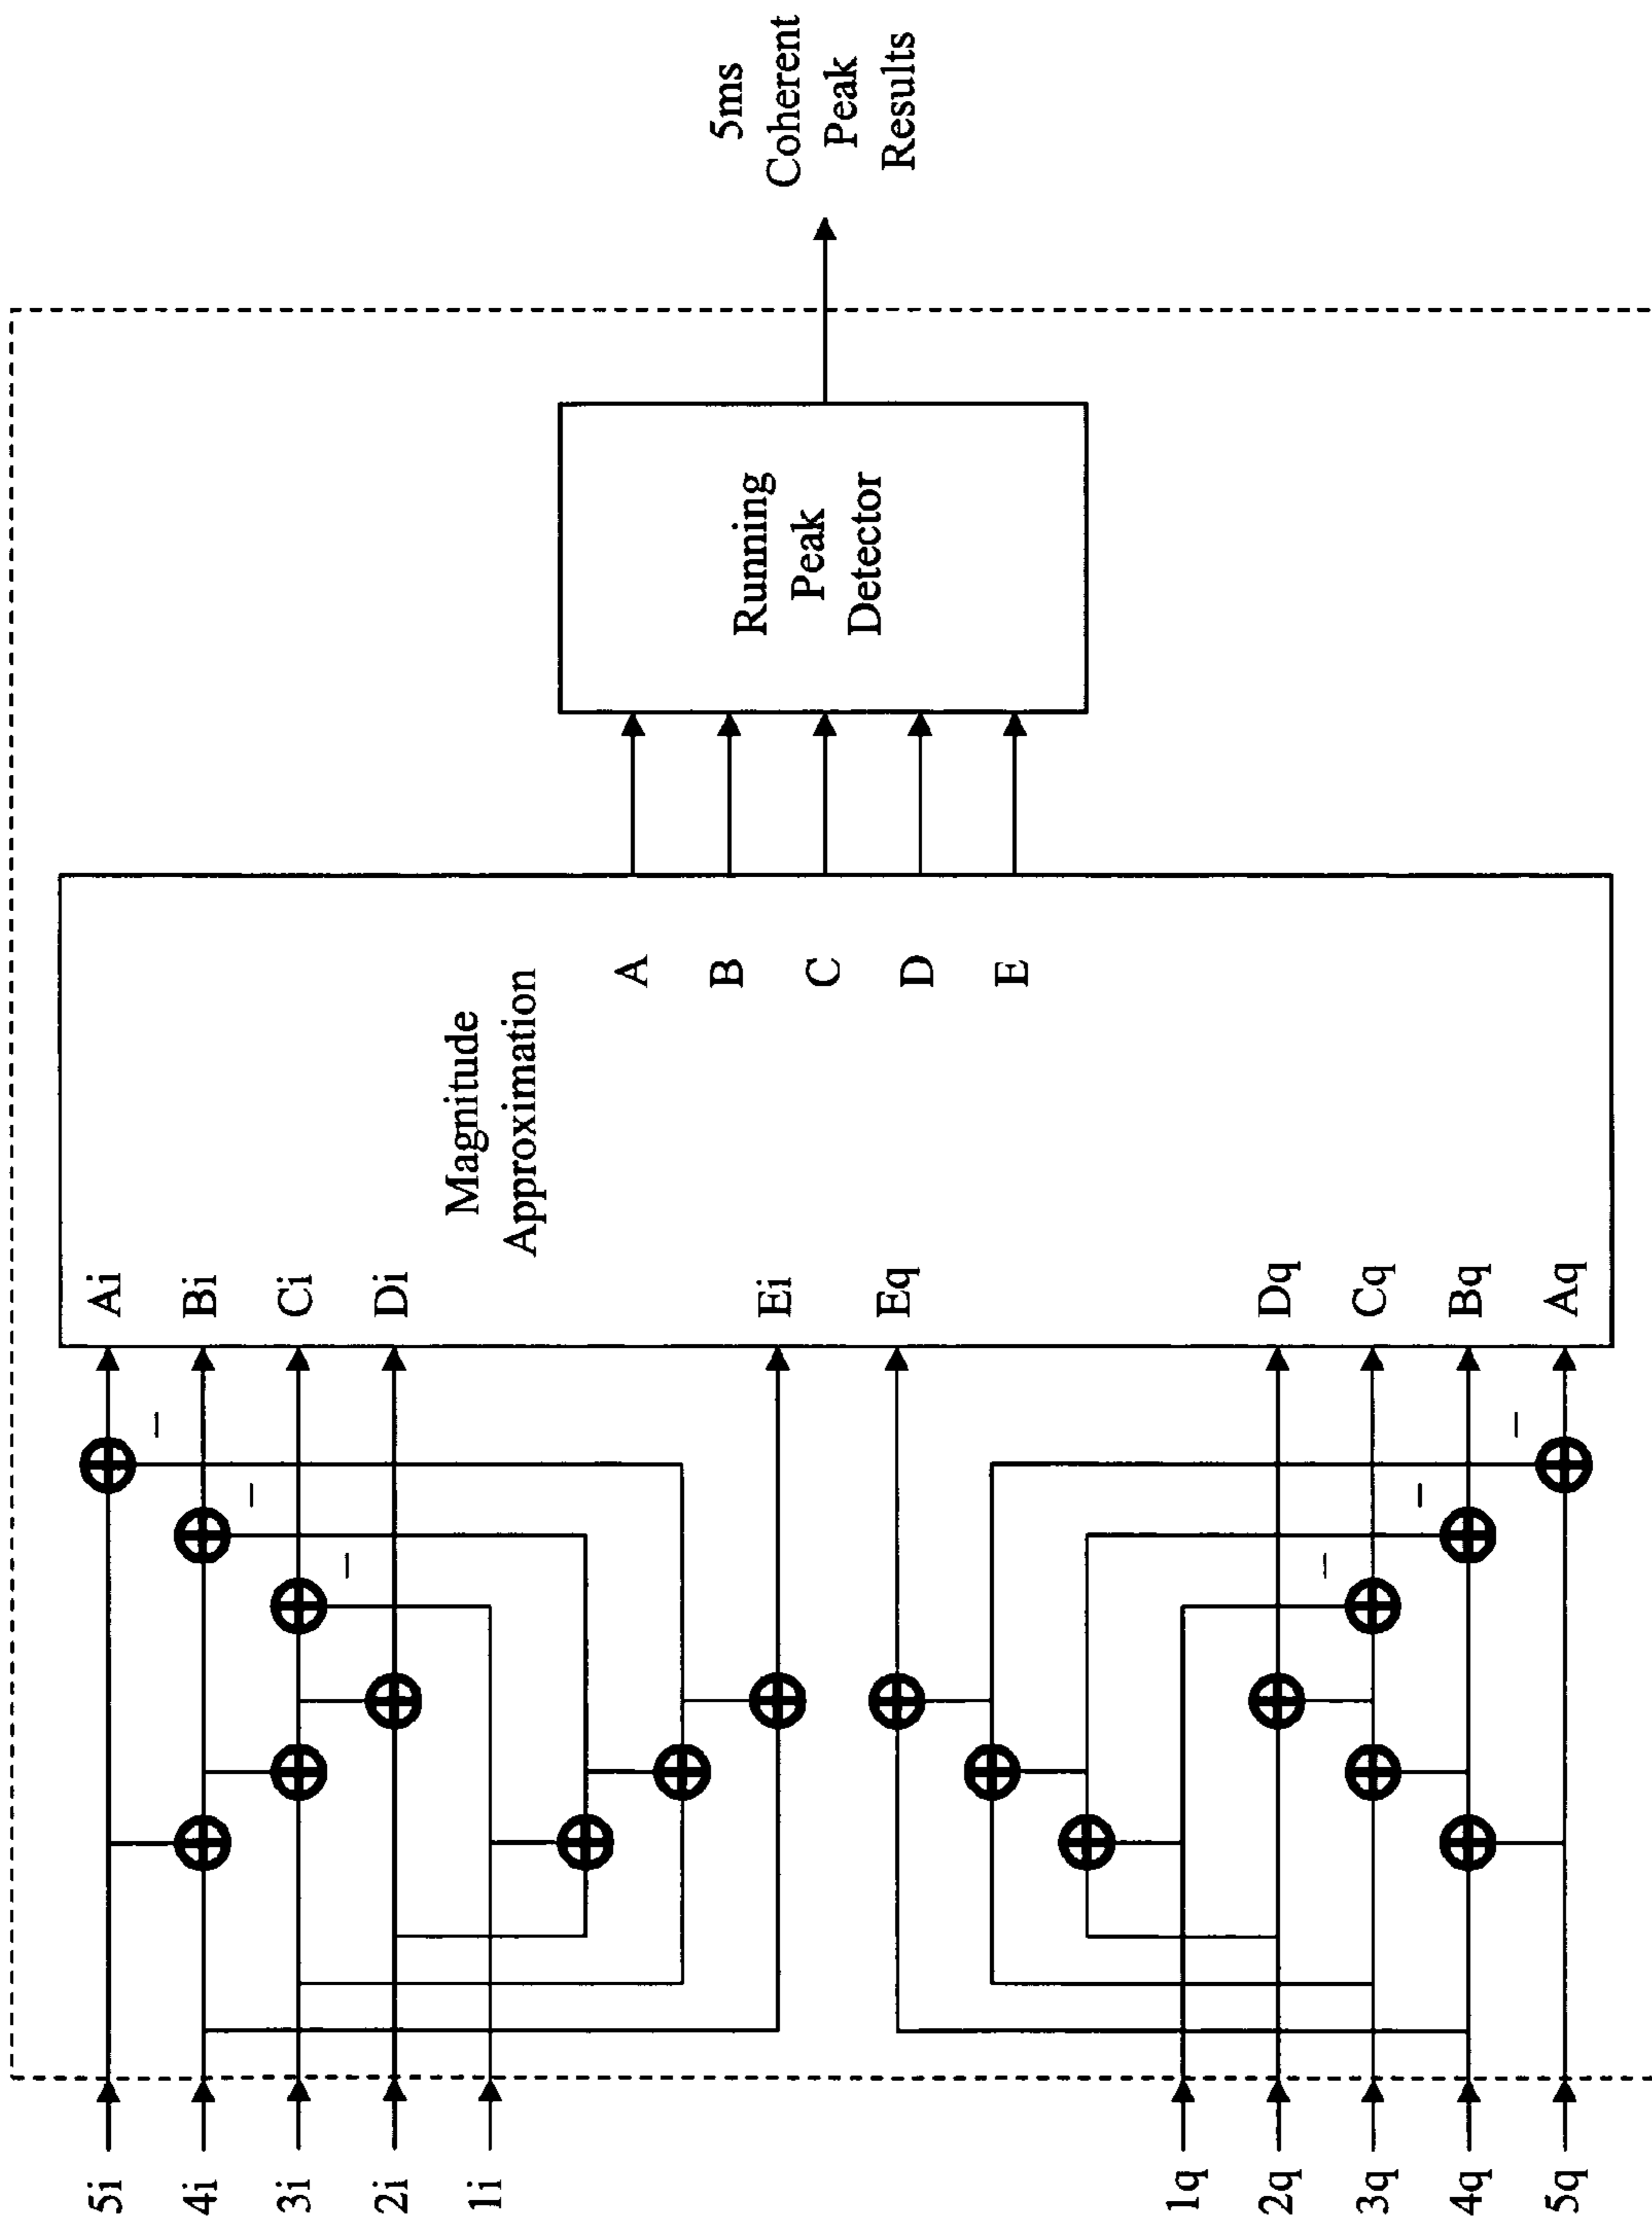 5i
4i
3i
2i
1i
1q
2q
3q
4q
5q
−
−
−
−
−
−
Ai
Bi
Ci
Di
Ei
Eq
Dq
Cq
Bq
Aq
Magnitude
Approximation
A
B
C
D
E
Running
Peak
Detector
5ms
Coherent
Peak
Results